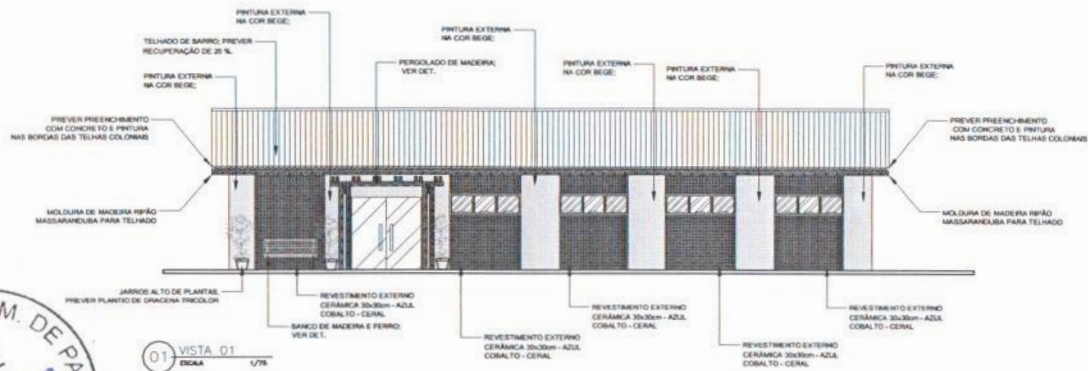 PINTURA EXTERNA
NA COR BEGE;
TELHADO DE BARRO; PREVER
RECUPERAÇÃO DE 20 %.
PINTURA EXTERNA
NA COR BEGE;
PERGOLADO DE MADEIRA;
VER DET.
PINTURA EXTERNA
NA COR BEGE;
PINTURA EXTERNA
NA COR BEGE;
PINTURA EXTERNA
NA COR BEGE;
PINTURA EXTERNA
NA COR BEGE;
PREVER PREENCHIMENTO
COM CONCRETO E PINTURA
NAS BORDAS DAS TELHAS COLONIAIS
PREVER PREENCHIMENTO
COM CONCRETO E PINTURA
NAS BORDAS DAS TELHAS COLONIAIS
MOLDURA DE MADEIRA RIPÃO
MASSARANDUBA PARA TELHADO
MOLDURA DE MADEIRA RIPÃO
MASSARANDUBA PARA TELHADO
JARROS ALTO DE PLANTAS,
PREVER PLANTIO DE DRACENA TRICOLOR
REVESTIMENTO EXTERNO
CERÂMICA 30x30cm - AZUL
COBALTO - CERAL
BANCO DE MADEIRA E FERRO;
VER DET.
REVESTIMENTO EXTERNO
CERÂMICA 30x30cm - AZUL
COBALTO - CERAL
REVESTIMENTO EXTERNO
CERÂMICA 30x30cm - AZUL
COBALTO - CERAL
REVESTIMENTO EXTERNO
CERÂMICA 30x30cm - AZUL
COBALTO - CERAL
REVESTIMENTO EXTERNO
CERÂMICA 30x30cm - AZUL
COBALTO - CERAL
01 VISTA 01
ESCALA 1/75
M. DE PA